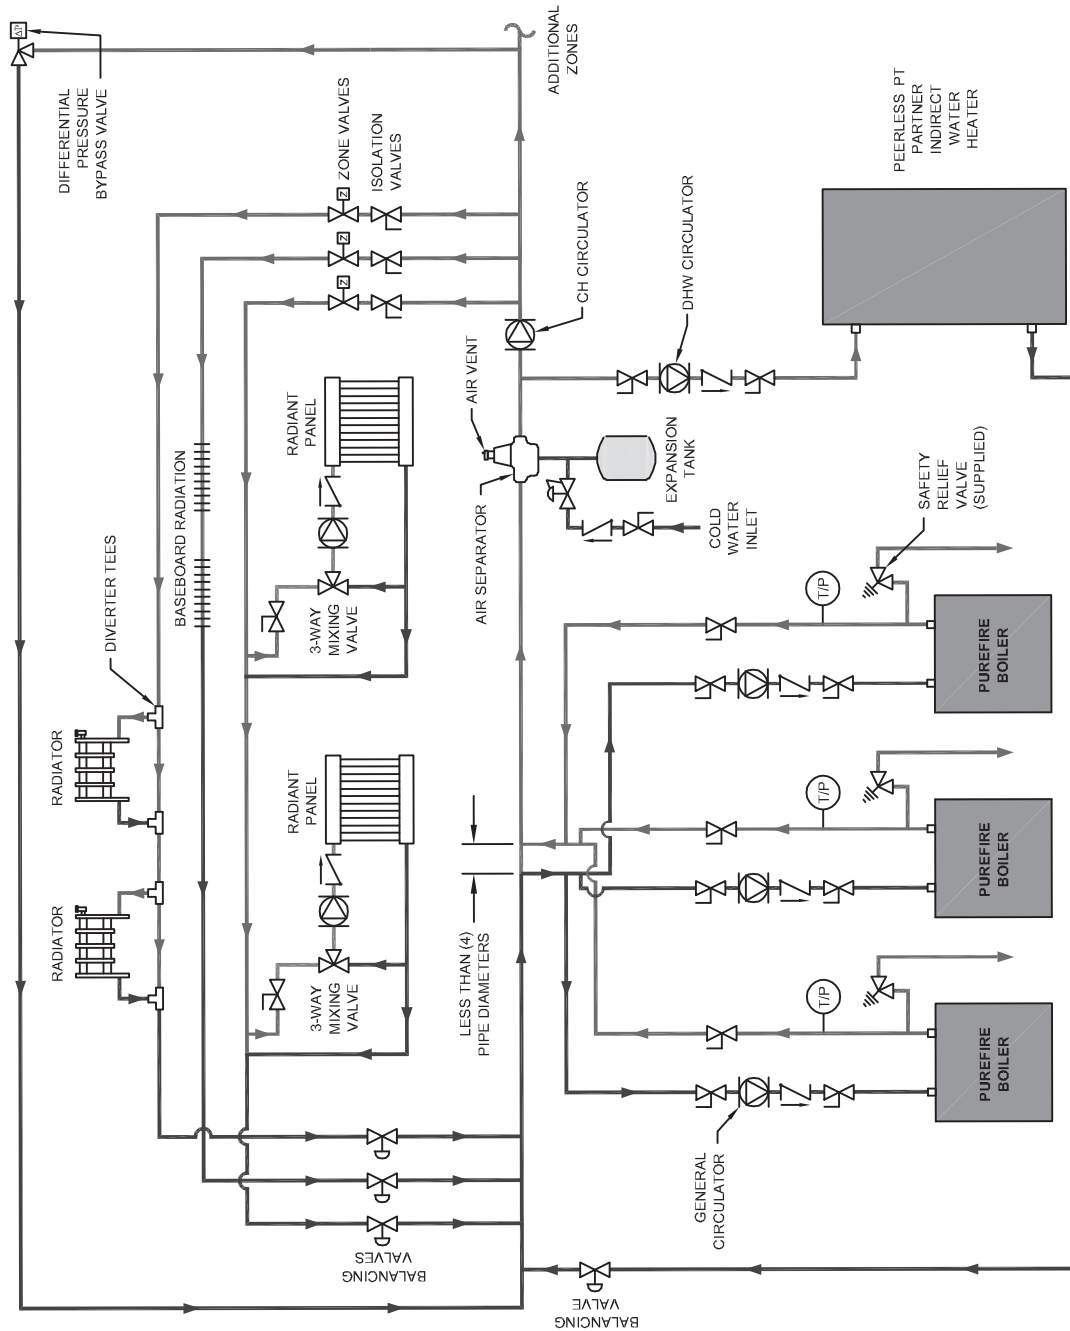 DIFFERENTIAL
PRESSURE
BYPASS VALVE
ΔP
ADDITIONAL
ZONES
ZONE VALVES
ISOLATION
VALVES
Z
Z
Z
PEERLESS PT
PARTNER
INDIRECT
WATER
HEATER
CH CIRCULATOR
DHW CIRCULATOR
AIR VENT
AIR SEPARATOR
EXPANSION
TANK
COLD
WATER
INLET
SAFETY
RELIEF
VALVE
(SUPPLIED)
RADIANT
PANEL
BASEBOARD RADIATION
DIVERTER TEES
3-WAY
MIXING
VALVE
RADIATOR
RADIATOR
RADIANT
PANEL
3-WAY
MIXING
VALVE
LESS THAN (4)
PIPE DIAMETERS
T/P
T/P
T/P
PUREFIRE
BOILER
PUREFIRE
BOILER
PUREFIRE
BOILER
GENERAL
CIRCULATOR
BALANCING
VALVES
BALANCING
VALVE